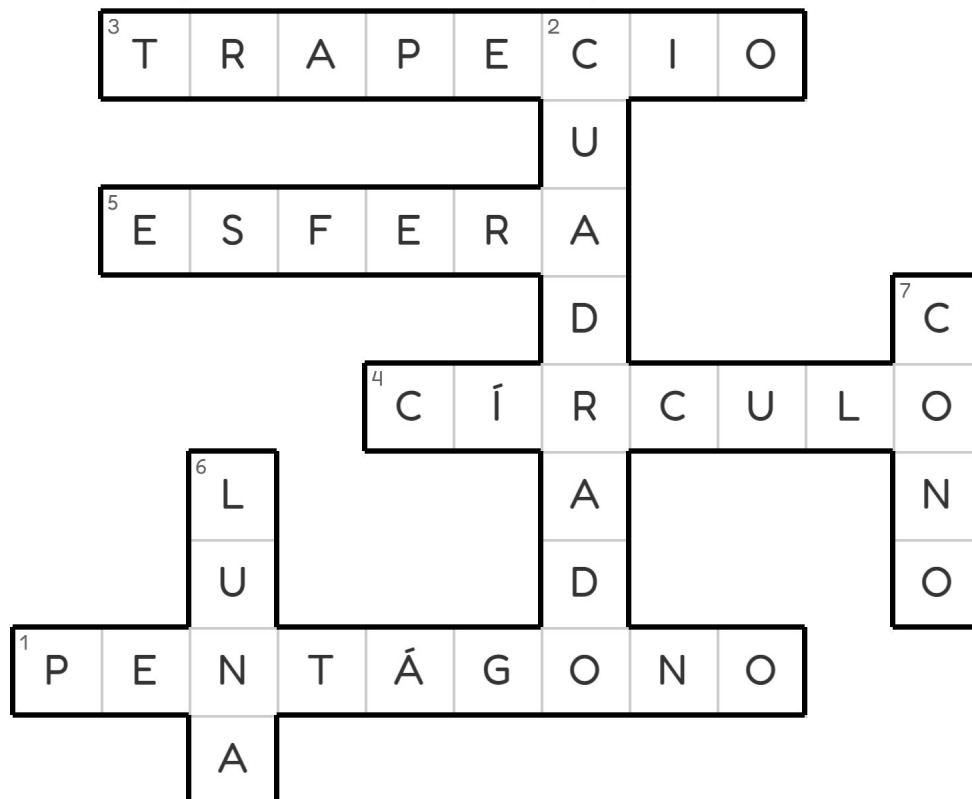 3 T R A P E 2 C I O
U
5 E S F E R A
D 7 C
4 C Í R C U L O
6 L A N
U D O
1 P E N T Á G O N O
A